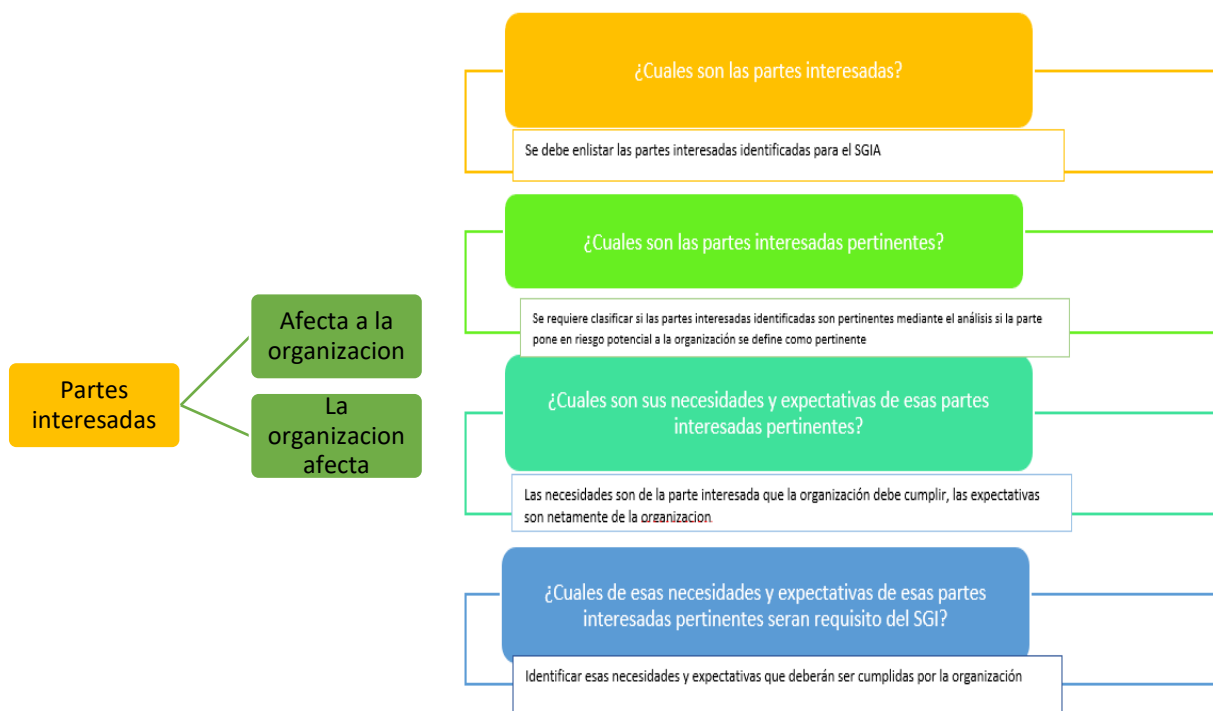 Partes
interesadas
Afecta a la
organizacion
La
organizacion
afecta
¿Cuales son las partes interesadas?
Se debe enlistar las partes interesadas identificadas para el SGIA
¿Cuales son las partes interesadas pertinentes?
Se requiere clasificar si las partes interesadas identificadas son pertinentes mediante el análisis si la parte
pone en riesgo potencial a la organización se define como pertinente
¿Cuales son sus necesidades y expectativas de esas partes
interesadas pertinentes?
Las necesidades son de la parte interesada que la organización debe cumplir, las expectativas
son netamente de la organizacion
¿Cuales de esas necesidades y expectativas de esas partes
interesadas pertinentes seran requisito del SGI?
Identificar esas necesidades y expectativas que deberán ser cumplidas por la organización